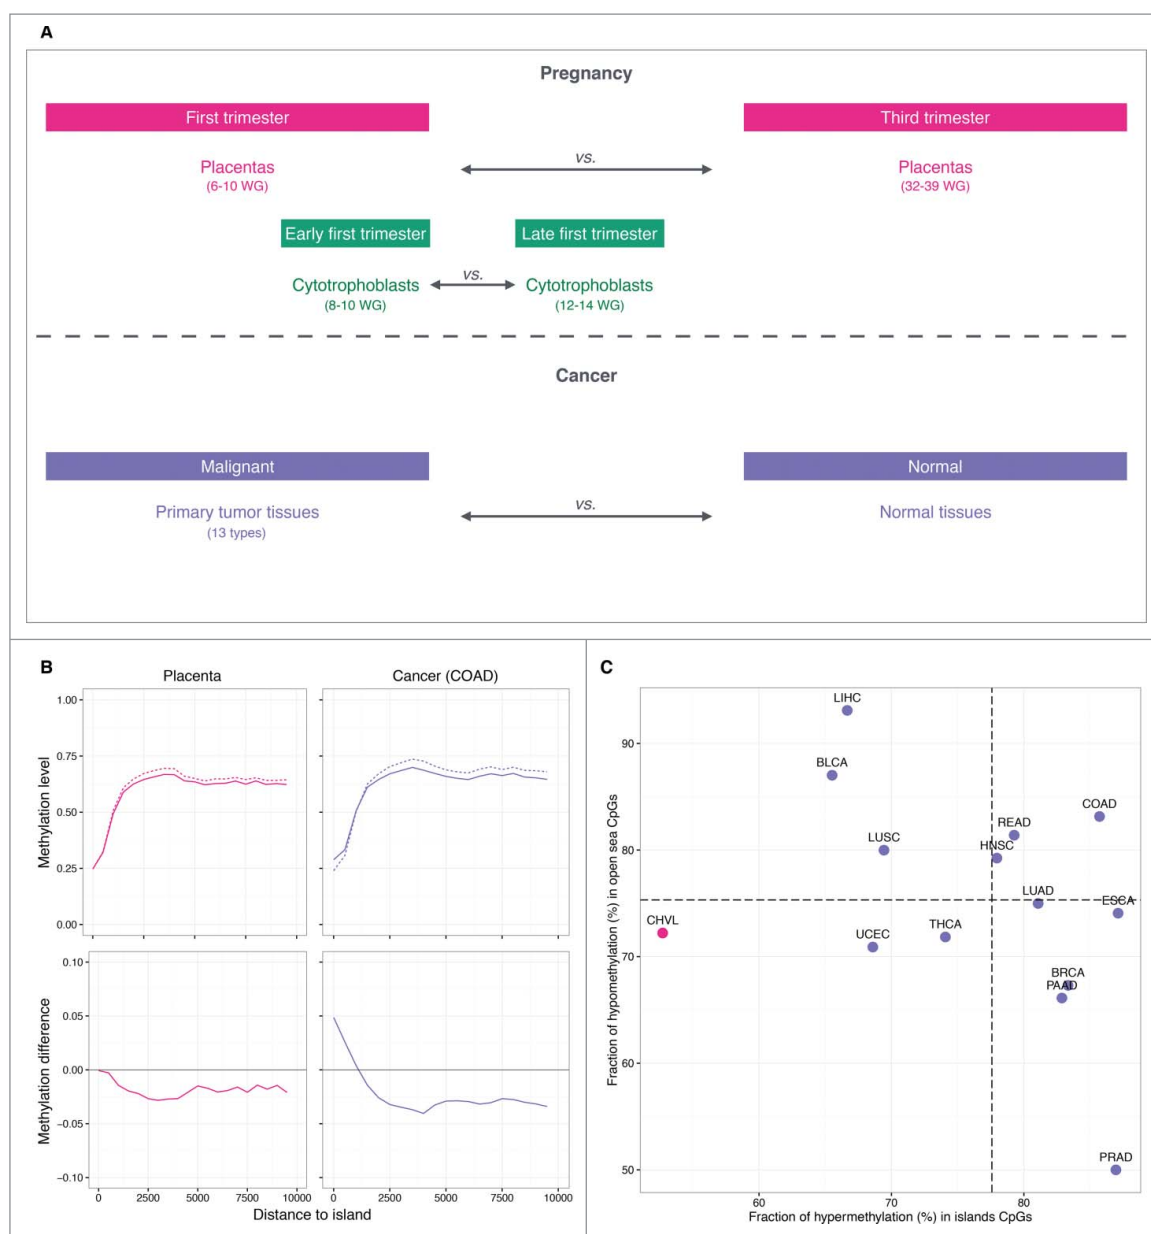 A
Pregnancy
First trimester
Third trimester
vs.
Placentas
(6-10 WG)
Placentas
(32-39 WG)
Early first trimester
Late first trimester
vs.
Cytotrophoblasts
(8-10 WG)
Cytotrophoblasts
(12-14 WG)
Cancer
Malignant
Normal
vs.
Primary tumor tissues
(13 types)
Normal tissues
B
Placenta
Cancer (COAD)
Methylation level
1.00
0.75
0.50
0.25
0.00
Methylation difference
0.10
0.05
0.00
−0.05
−0.10
0 2500 5000 7500 10000
0 2500 5000 7500 10000
Distance to island
C
Fraction of hypomethylation (%) in open sea CpGs
90
80
70
60
50
LIHC
BLCA
COAD
READ
LUSC
HNSC
LUAD
ESCA
CHVL
THCA
UCEC
BRCA
PAAD
PRAD
60 70 80
Fraction of hypermethylation (%) in islands CpGs